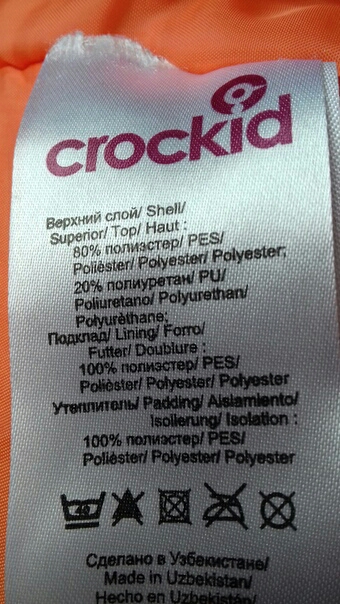 crockid
Верхний слой/ Shell/
Superior/ Top/ Haut :
80% полиэстер/ PES/
Poliéster/ Polyester/ Polyester;
20% полиуретан/ PU/
Poliuretano/ Polyurethan/
Polyuréthane;
Подклад/ Lining/ Forro/
Futter/ Doublure :
100% полиэстер/ PES/
Poliéster/ Polyester/ Polyester
Утеплитель/ Padding/ Aislamiento/
Isolierung/ Isolation :
100% полиэстер/ PES/
Poliéster/ Polyester/ Polyester
40
Сделано в Узбекистане/
Made in Uzbekistan/
Hecho en Uzbekistán/